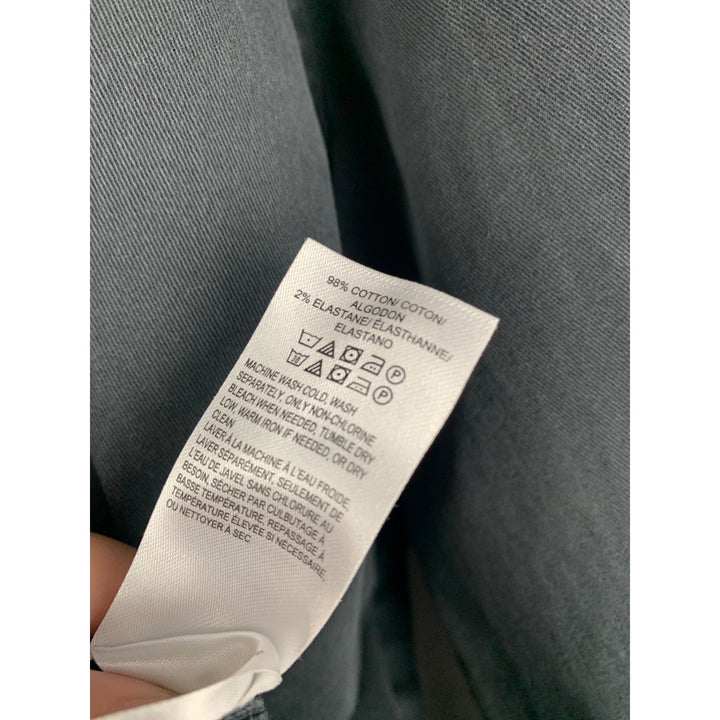 98% COTTON/ COTON/
ALGODON
2% ELASTANE/ ÉLASTHANNE/
ELASTANO
MACHINE WASH COLD, WASH
SEPARATELY, ONLY NON-CHLORINE
BLEACH WHEN NEEDED, TUMBLE DRY
LOW, WARM IRON IF NEEDED, OR DRY
CLEAN
LAVER À LA MACHINE À L'EAU FROIDE,
LAVER SÉPARÉMENT, SEULEMENT DE
L'EAU DE JAVEL SANS CHLORURE AU
BESOIN, SÉCHER PAR CULBUTAGE À
BASSE TEMPÉRATURE, REPASSAGE À
TEMPÉRATURE ÉLEVÉE SI NÉCESSAIRE,
OU NETTOYER À SEC